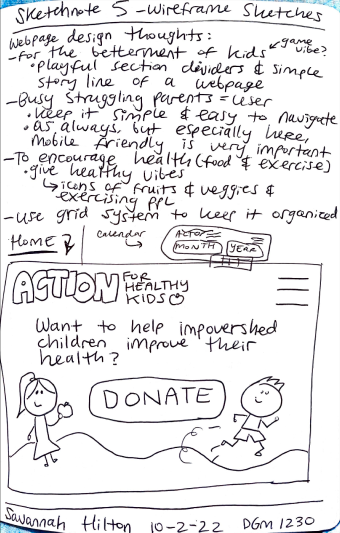 Sketchnote 5 - Wireframe Sketches
Webpage design thoughts:
- For the betterment of kids ↙ game vibe?
• playful section dividers & simple
story line of a webpage
- Busy struggling parents = user
• keep it simple & easy to navigate
• as always, but especially here,
mobile friendly is very important
- To encourage health (food & exercise)
• give healthy vibes
↳ icons of fruits & veggies &
exercising ppl
- use grid system to keep it organized
HOME
calendar →
MONTH YEAR
ACTION FOR
HEALTHY
KIDS
Want to help impovershed
children improve their
health?
DONATE
Savannah Hilton 10-2-22 DGM 1230